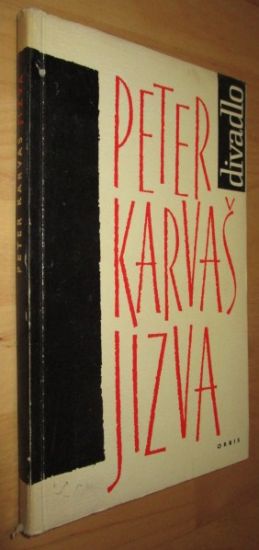 PETER KARVAŠ JIZVA
divadlo
PETER
KARVAŠ
JIZVA
ORBIS